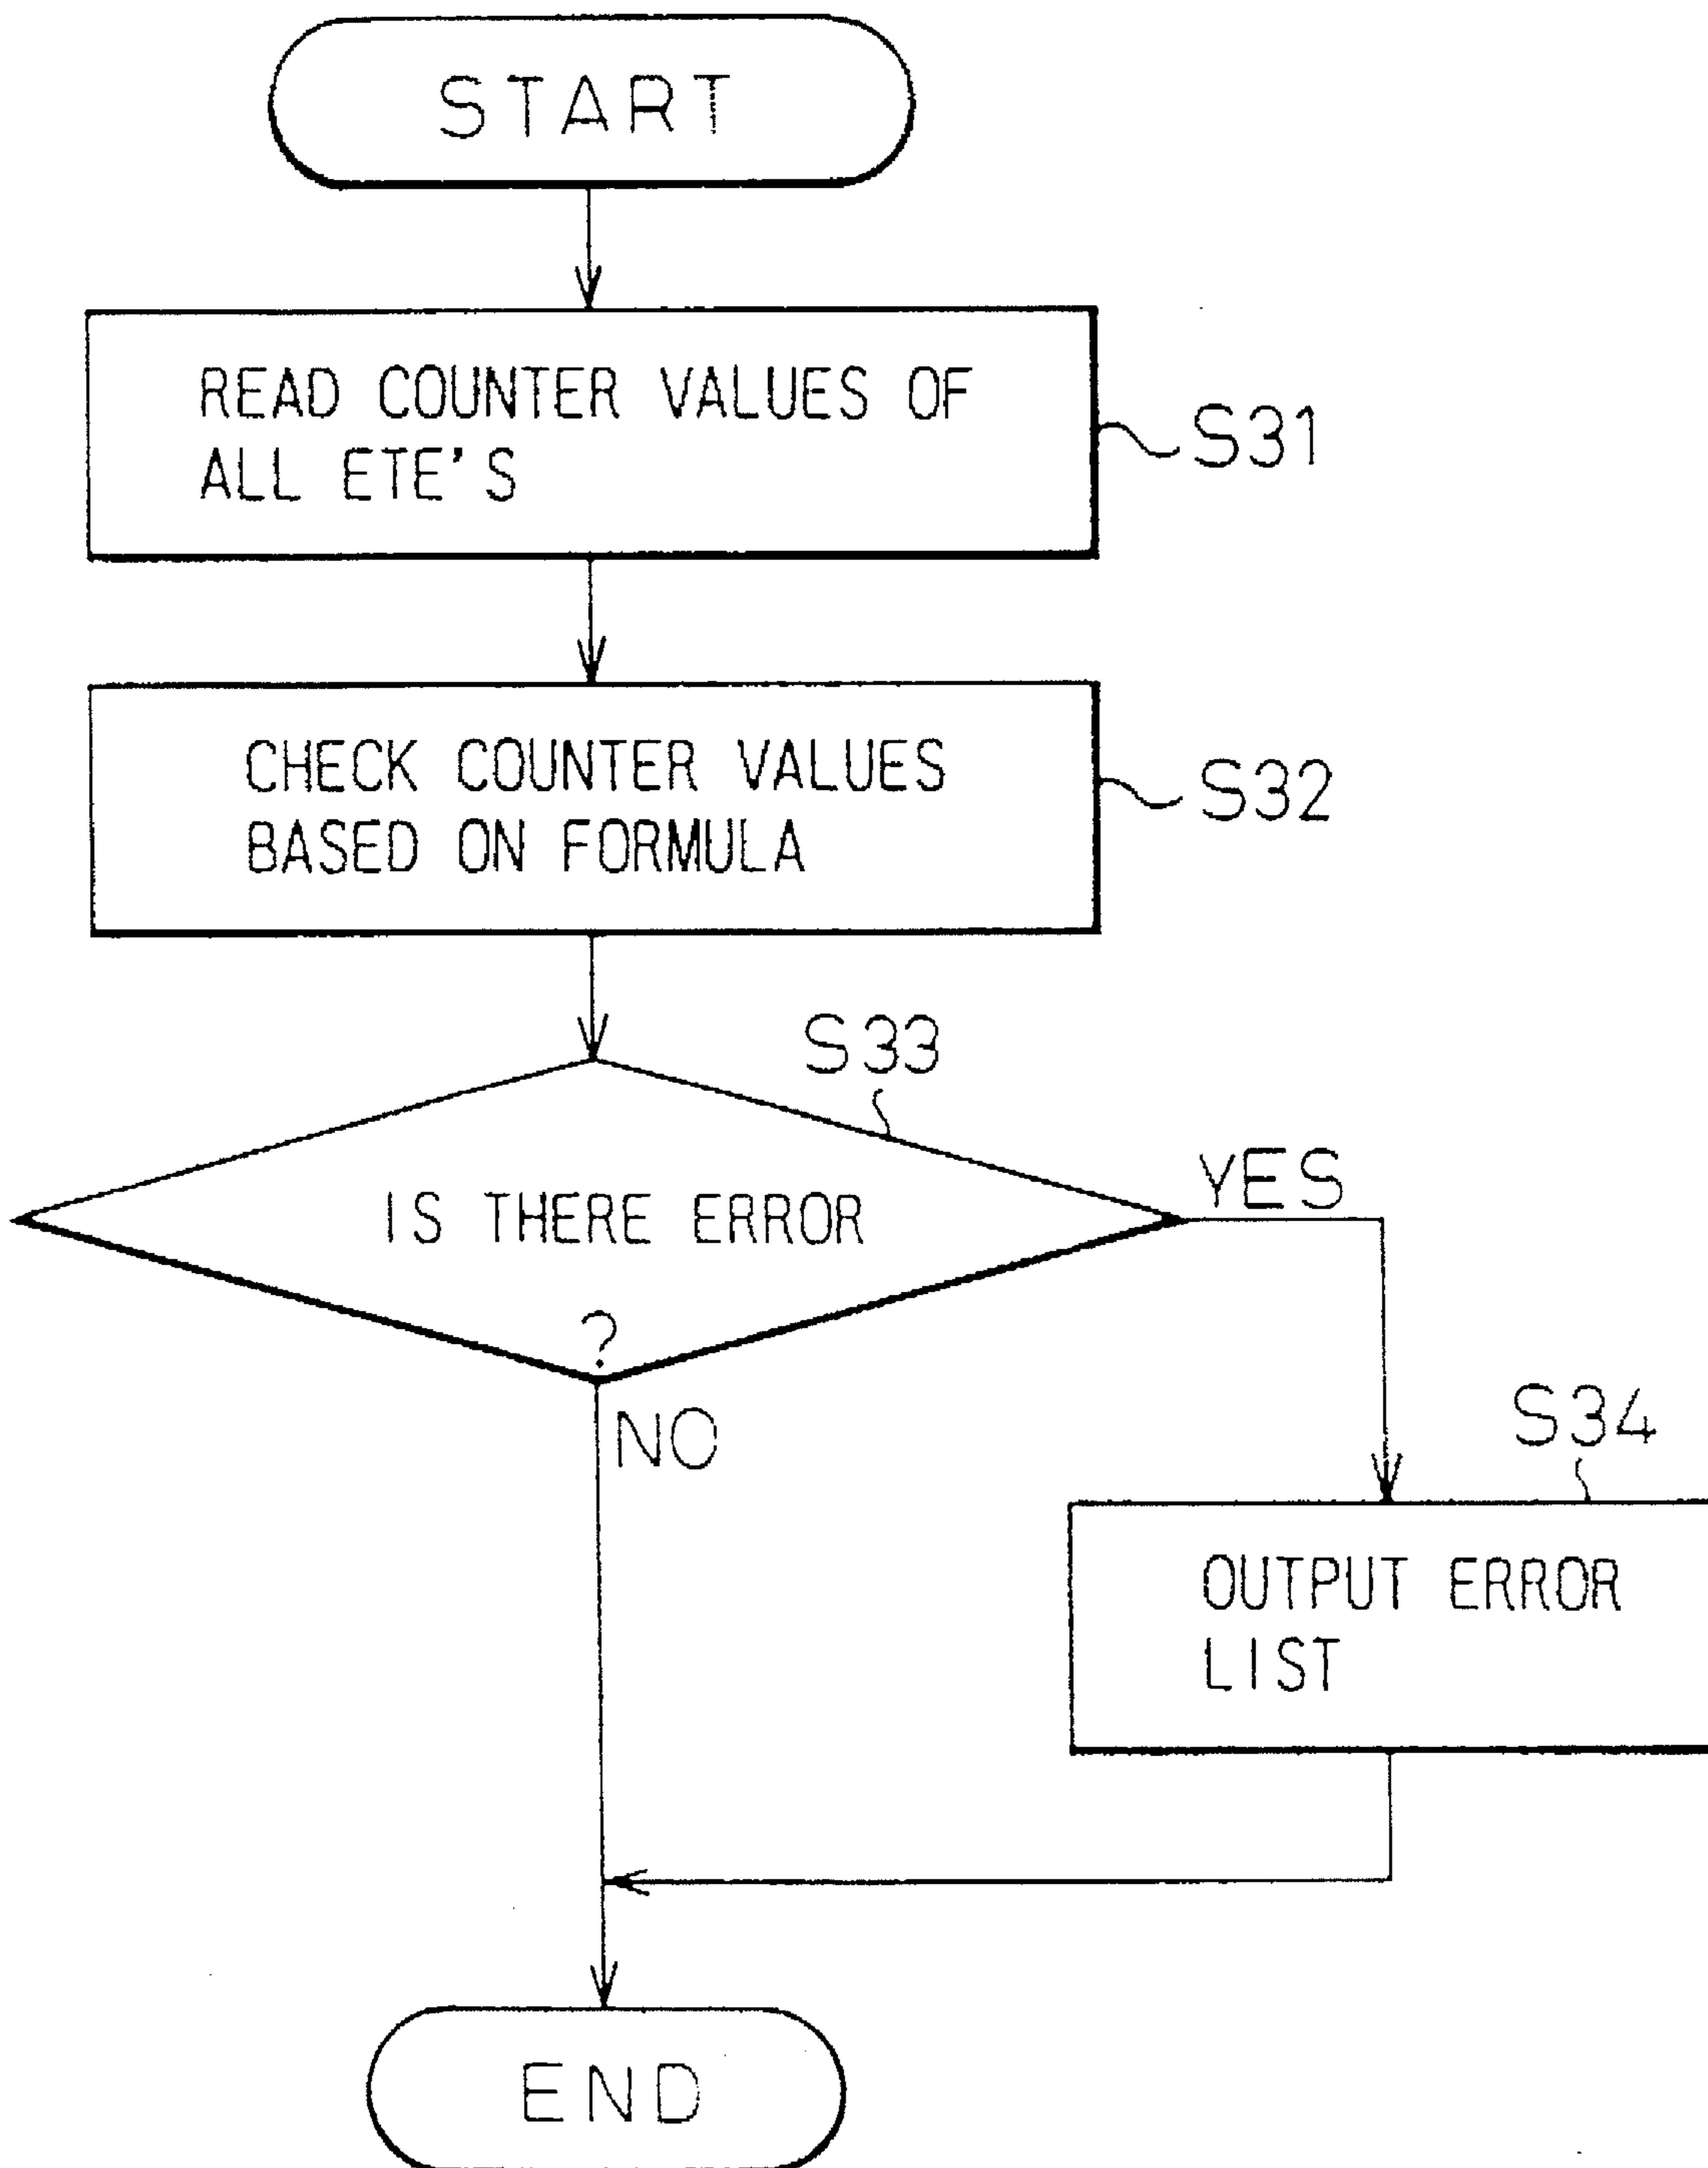 START
READ COUNTER VALUES OF
ALL ETE'S
S31
CHECK COUNTER VALUES
BASED ON FORMULA
S32
S33
IS THERE ERROR
?
YES
NO
S34
OUTPUT ERROR
LIST
END